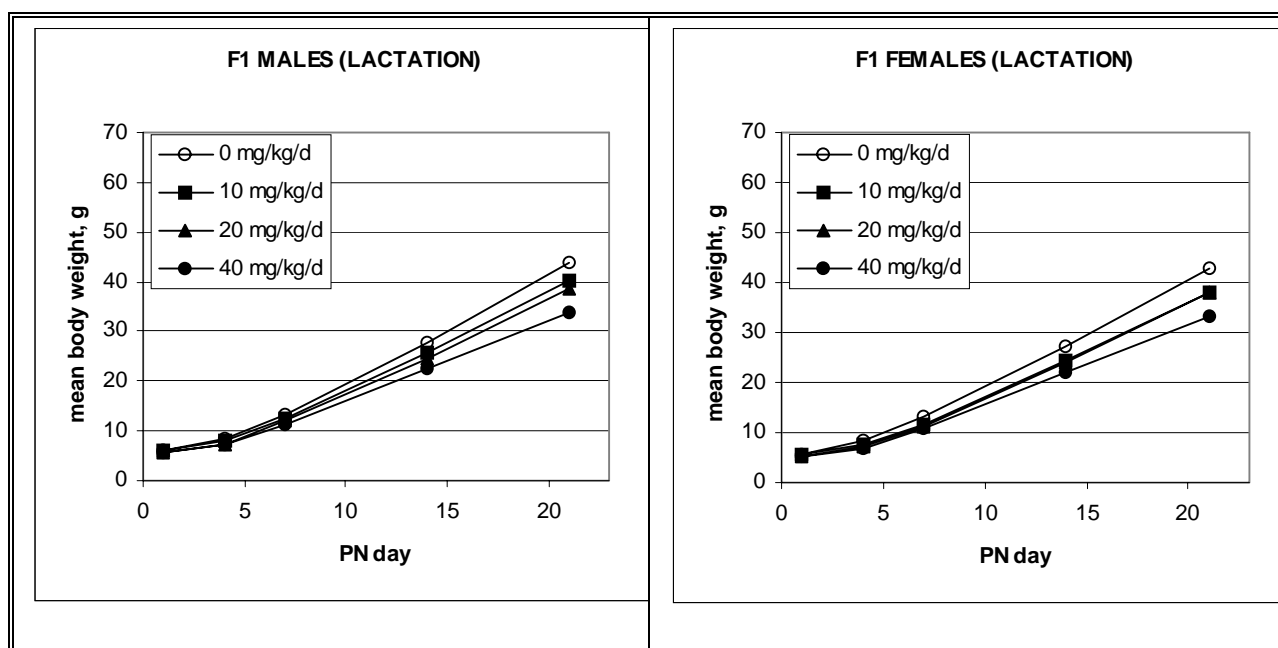 F1 MALES (LACTATION)
mean body weight, g
70
60
50
40
30
20
10
0
0 mg/kg/d
10 mg/kg/d
20 mg/kg/d
40 mg/kg/d
0 5 10 15 20
PN day
F1 FEMALES (LACTATION)
mean body weight, g
70
60
50
40
30
20
10
0
0 mg/kg/d
10 mg/kg/d
20 mg/kg/d
40 mg/kg/d
0 5 10 15 20
PN day